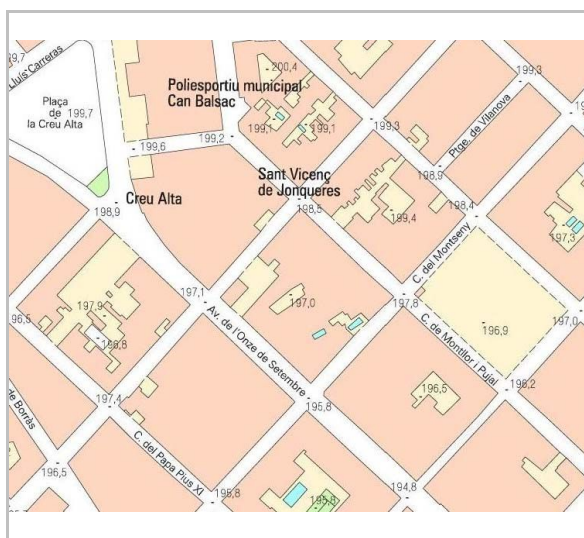 Lluís Carreras
200,4
199,3
Poliesportiu municipal
Can Balsac
Plaça
de
la Creu Alta
199,7
199,1
199,1
199,3
Ptge. de Vilanova
199,6
199,2
Sant Vicenç
de Jonqueres
198,9
Creu Alta
198,9
198,5
199,4
198,4
197,3
C. del Montseny
197,1
197,0
197,8
197,9
Av. de l'Onze de Setembre
C. de Montllor i Pujal
196,9
197,0
196,5
196,8
196,5
196,2
197,4
195,8
de Borràs
C. del Papa Pius XI
196,5
195,8
195,8
194,8